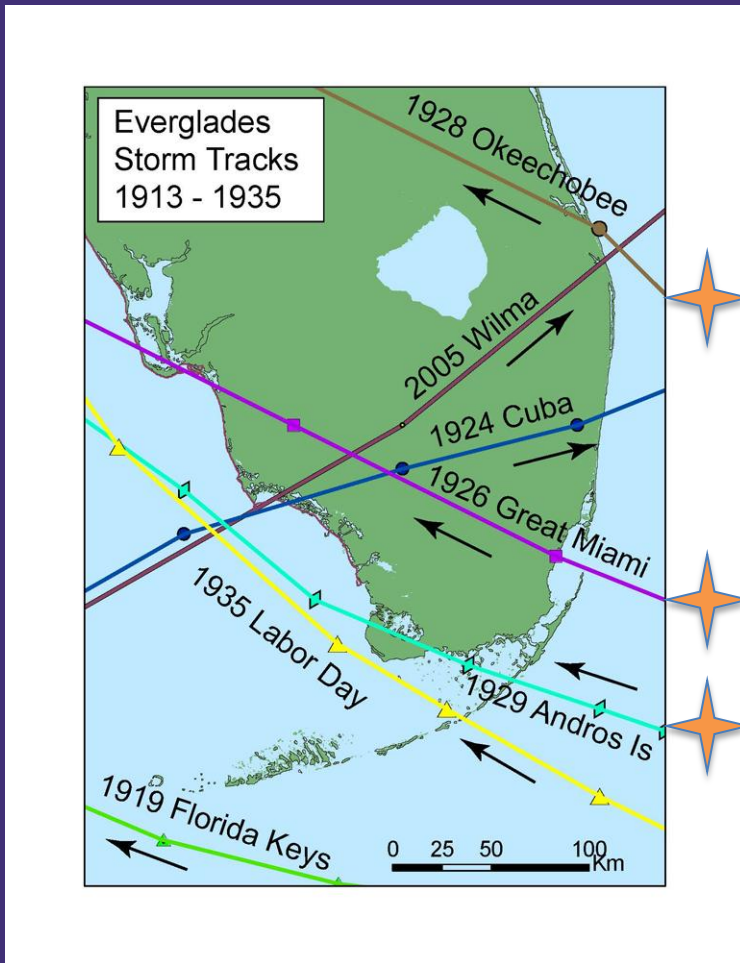 Everglades
Storm Tracks
1913 - 1935
1928 Okeechobee
2005 Wilma
1924 Cuba
1926 Great Miami
1935 Labor Day
1929 Andros Is
1919 Florida Keys
0 25 50 100
Km